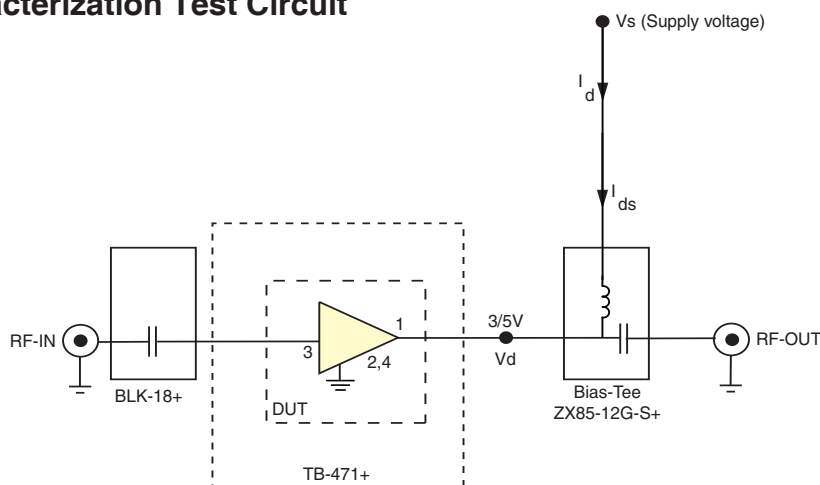 acterization Test Circuit
Vs (Supply voltage)
I
d
I
ds
3/5V
Vd
RF-IN
3
1
2,4
RF-OUT
BLK-18+
DUT
Bias-Tee
ZX85-12G-S+
TB-471+